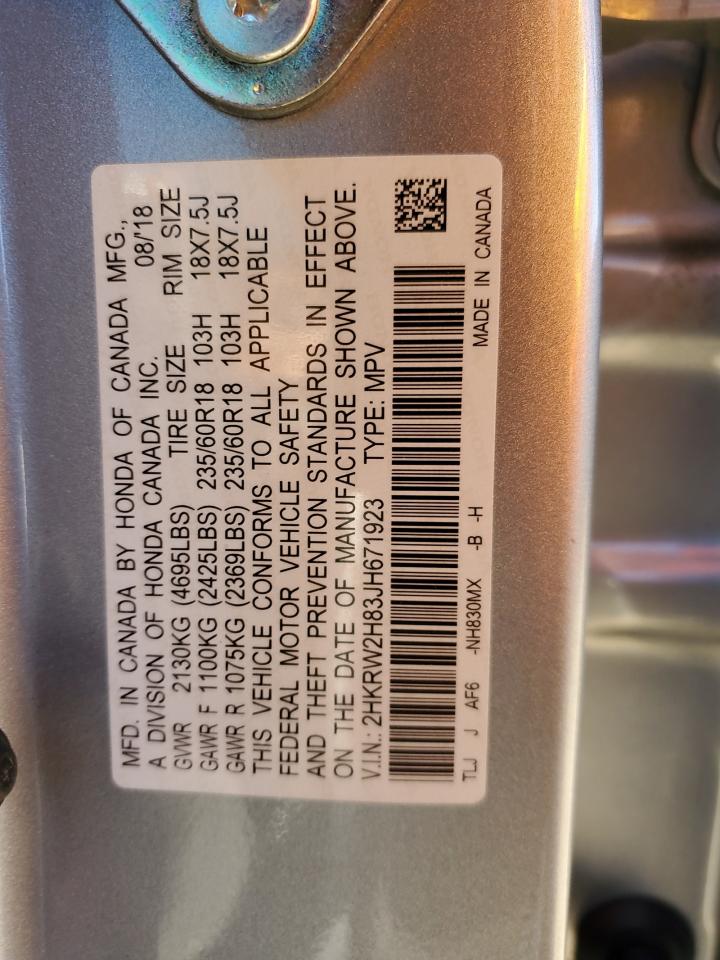 MFD. IN CANADA BY HONDA OF CANADA MFG.,
A DIVISION OF HONDA CANADA INC. 08/'18
GVWR 2130KG (4695LBS) TIRE SIZE RIM SIZE
GAWR F 1100KG (2425LBS) 235/60R18 103H 18X7.5J
GAWR R 1075KG (2369LBS) 235/60R18 103H 18X7.5J
THIS VEHICLE CONFORMS TO ALL APPLICABLE
FEDERAL MOTOR VEHICLE SAFETY
AND THEFT PREVENTION STANDARDS IN EFFECT
ON THE DATE OF MANUFACTURE SHOWN ABOVE.
V.I.N.: 2HKRW2H83JH671923 TYPE: MPV
TLJ J AF6 -NH830MX -B -H MADE IN CANADA